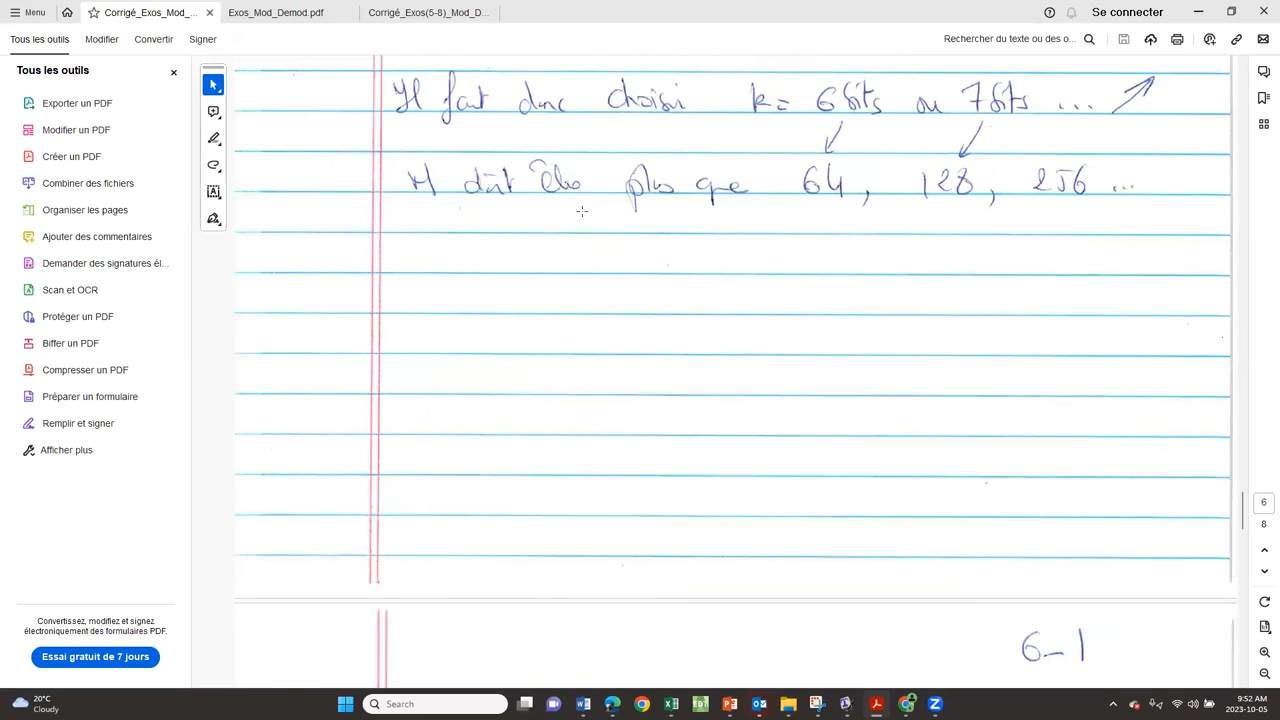 Menu
Corrigé_Exos_Mod_...
Exos_Mod_Demod.pdf
Corrigé_Exos(5-8)_Mod_D...
Se connecter
Tous les outils
Modifier
Convertir
Signer
Rechercher du texte ou des o...
Tous les outils
Exporter un PDF
Modifier un PDF
Créer un PDF
Combiner des fichiers
Organiser les pages
Ajouter des commentaires
Demander des signatures él...
Scan et OCR
Protéger un PDF
Biffer un PDF
Compresser un PDF
Préparer un formulaire
Remplir et signer
Afficher plus
Convertissez, modifiez et signez
électroniquement des formulaires PDF.
Essai gratuit de 7 jours
Il faut donc choisi k = 6 bits ou 7 bits ...
M doit être plus que 64, 128, 256 ...
6-1
6
8
20°C
Cloudy
Search
9:52 AM
2023-10-05